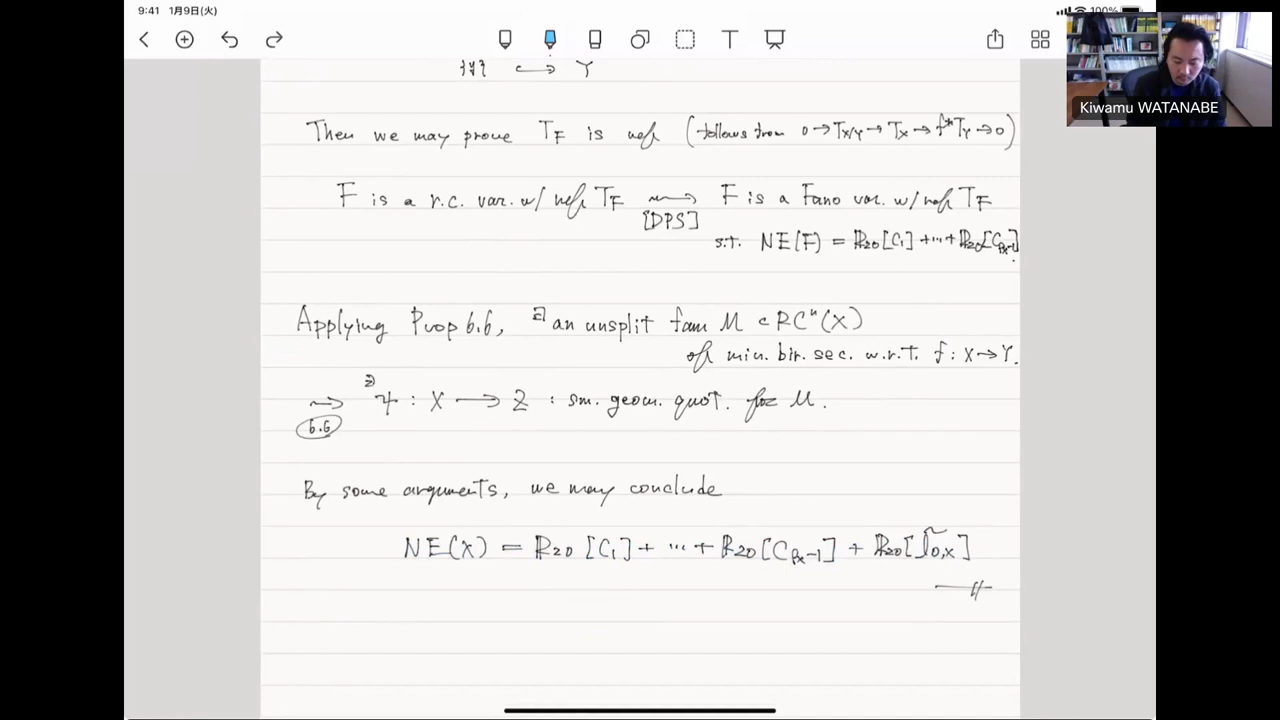 9:41 1月9日(火)
100%
Kiwamu WATANABE
{y} ↪ Y
Then we may prove T_F is nef (follows from 0→T_{X/Y}→T_X→f*T_Y→0)
F is a r.c. var. w/ nef T_F ⟿ F is a Fano var. w/ nef T_F
[DPS]
s.t. NE(F) = ℝ≥0[C_1]+…+ℝ≥0[C_{ρ_X-1}]
Applying Prop 6.6, ∃ an unsplit fam M ⊂ RC^n(X)
of min. bir. sec. w.r.t. f : X→Y.
⟿ ∃ψ : X ⟶ Z : sm. geom. quot. for M.
6.6
By some arguments, we may conclude
NE(X) = ℝ≥0 [C_1] + … + ℝ≥0 [C_{ρ_X-1}] + ℝ≥0 [